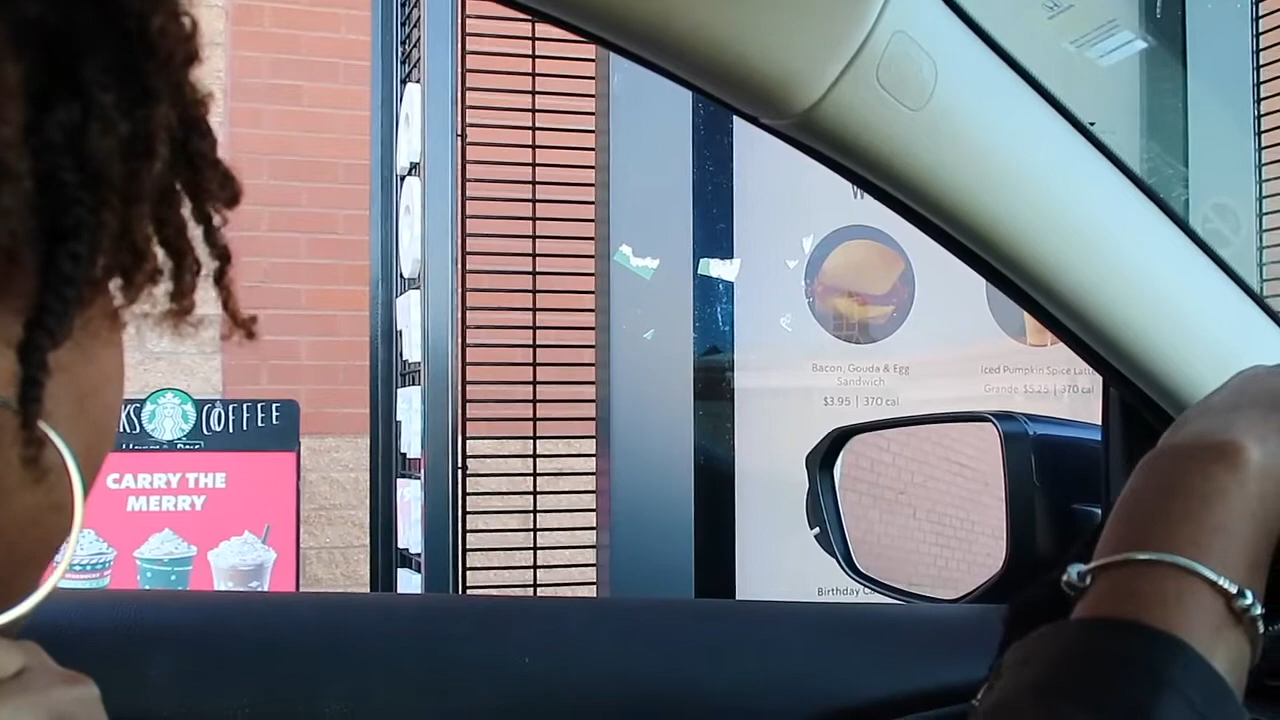 KS COFFEE
CARRY THE
MERRY
Bacon, Gouda & Egg
Sandwich
$3.95 | 370 cal
Iced Pumpkin Spice Latte
Grande $5.25 | 370 cal
Birthday